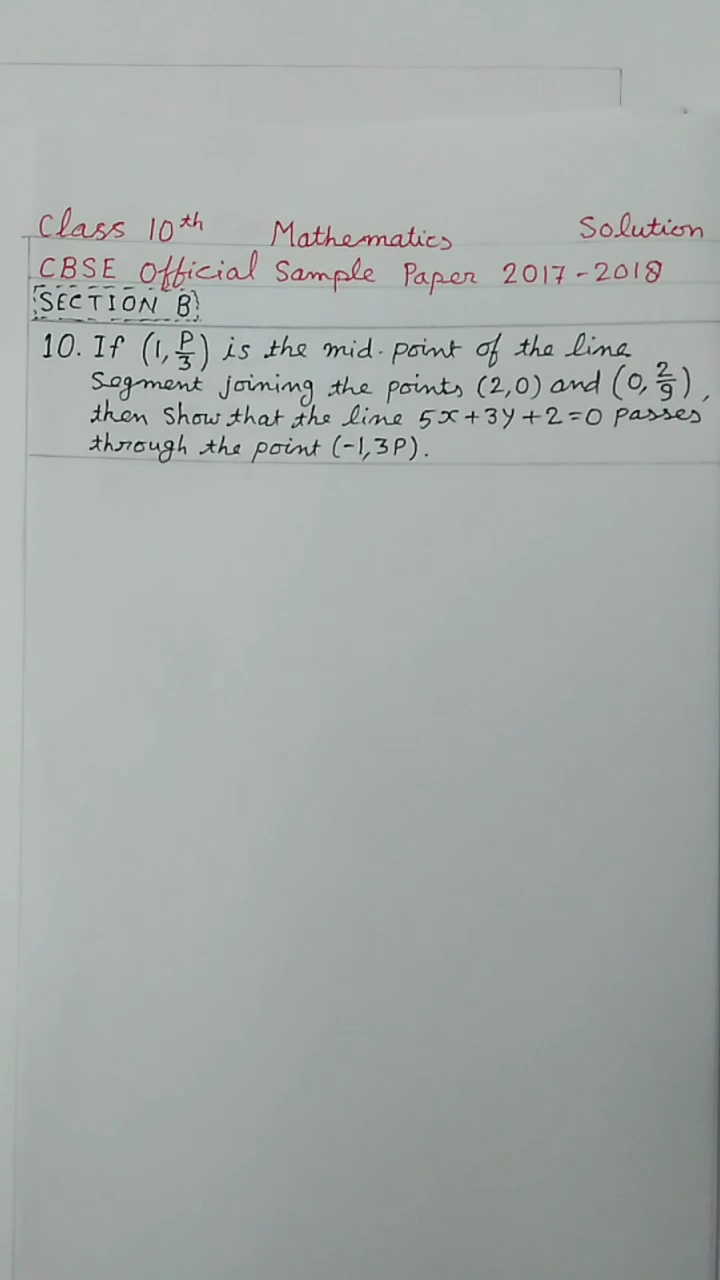 Class 10th Mathematics Solution
CBSE Official Sample Paper 2017-2018
SECTION B
10. If (1, P/3) is the mid-point of the line
Segment joining the points (2,0) and (0, 2/9),
then Show that the line 5x+3y+2=0 passes
through the point (-1,3P).